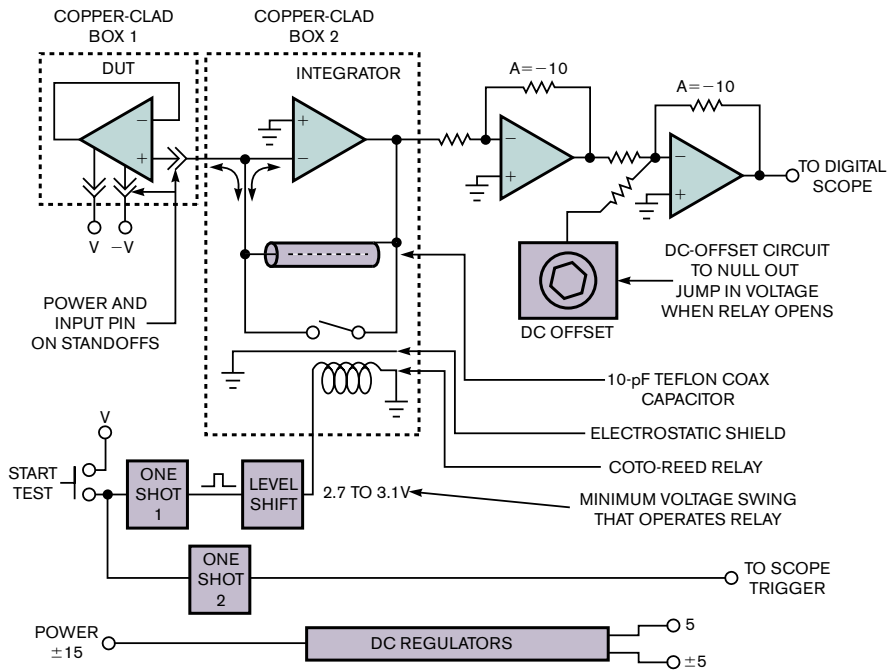 COPPER-CLAD
BOX 1
COPPER-CLAD
BOX 2
DUT
INTEGRATOR
A=−10
A=−10
−
+
+
−
−
+
−
+
TO DIGITAL
SCOPE
V
−V
POWER AND
INPUT PIN
ON STANDOFFS
DC OFFSET
DC-OFFSET CIRCUIT
TO NULL OUT
JUMP IN VOLTAGE
WHEN RELAY OPENS
10-pF TEFLON COAX
CAPACITOR
ELECTROSTATIC SHIELD
COTO-REED RELAY
V
START
TEST
ONE
SHOT
1
LEVEL
SHIFT
2.7 TO 3.1V
MINIMUM VOLTAGE SWING
THAT OPERATES RELAY
ONE
SHOT
2
TO SCOPE
TRIGGER
POWER
±15
DC REGULATORS
5
±5